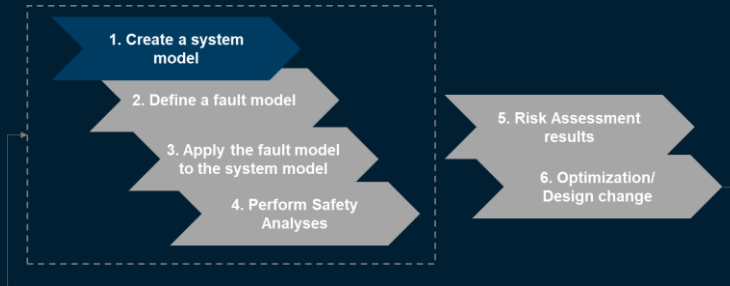 1. Create a system
model
2. Define a fault model
3. Apply the fault model
to the system model
4. Perform Safety
Analyses
5. Risk Assessment
results
6. Optimization/
Design change